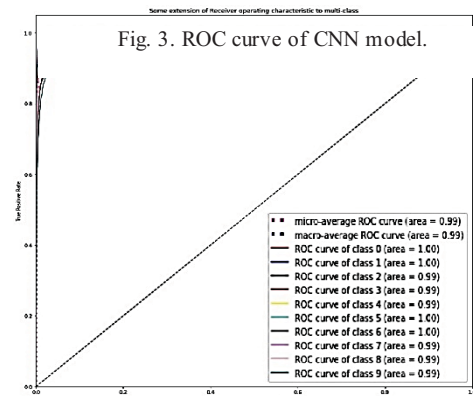 Some extension of Receiver operating characteristic to multi-class
Fig. 3. ROC curve of CNN model.
1.0
0.8
0.6
0.4
0.2
0.0
True Positive Rate
micro-average ROC curve (area = 0.99)
macro-average ROC curve (area = 0.99)
ROC curve of class 0 (area = 1.00)
ROC curve of class 1 (area = 1.00)
ROC curve of class 2 (area = 0.99)
ROC curve of class 3 (area = 0.99)
ROC curve of class 4 (area = 0.99)
ROC curve of class 5 (area = 1.00)
ROC curve of class 6 (area = 1.00)
ROC curve of class 7 (area = 0.99)
ROC curve of class 8 (area = 0.99)
ROC curve of class 9 (area = 0.99)
0.2
0.4
0.6
0.8